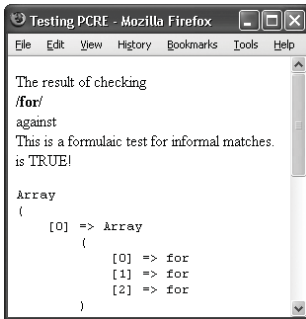 Testing PCRE - Mozilla Firefox
File Edit View History Bookmarks Tools Help
The result of checking
/for/
against
This is a formulaic test for informal matches.
is TRUE!
Array
(
[0] => Array
(
[0] => for
[1] => for
[2] => for
)